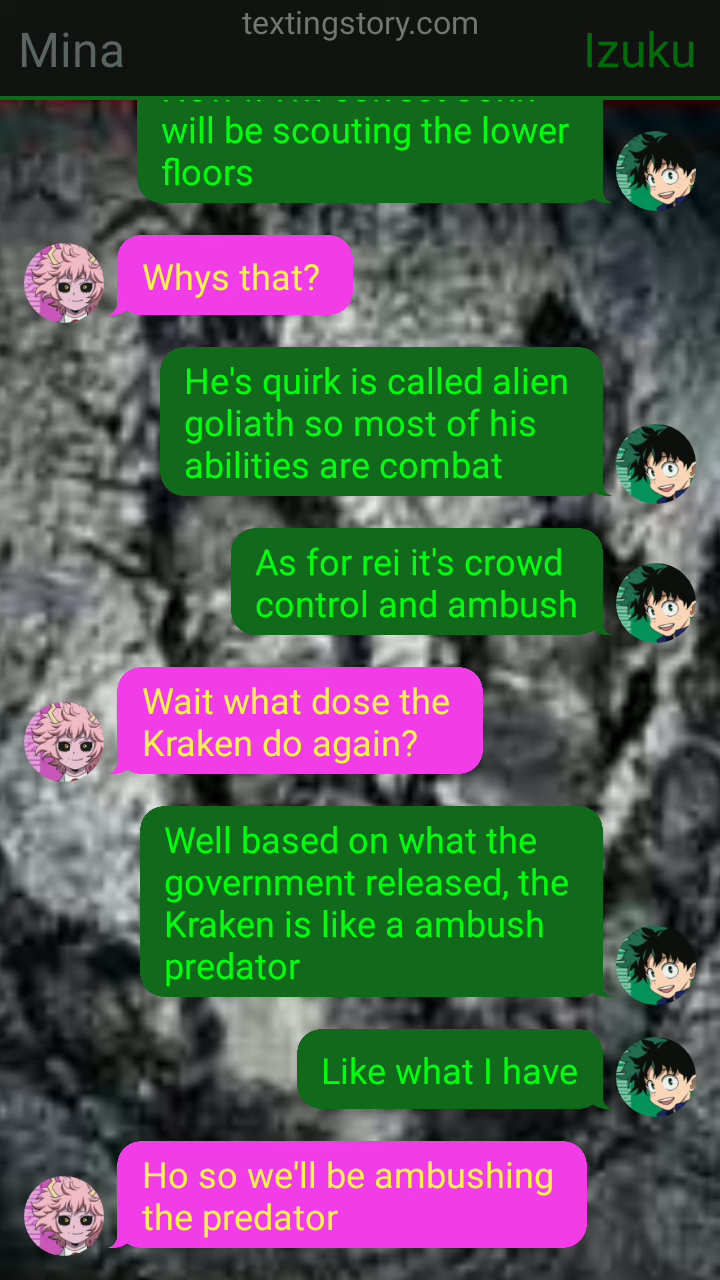 textingstory.com
Mina
Izuku
will be scouting the lower
floors
Whys that?
He's quirk is called alien
goliath so most of his
abilities are combat
As for rei it's crowd
control and ambush
Wait what dose the
Kraken do again?
Well based on what the
government released, the
Kraken is like a ambush
predator
Like what I have
Ho so we'll be ambushing
the predator